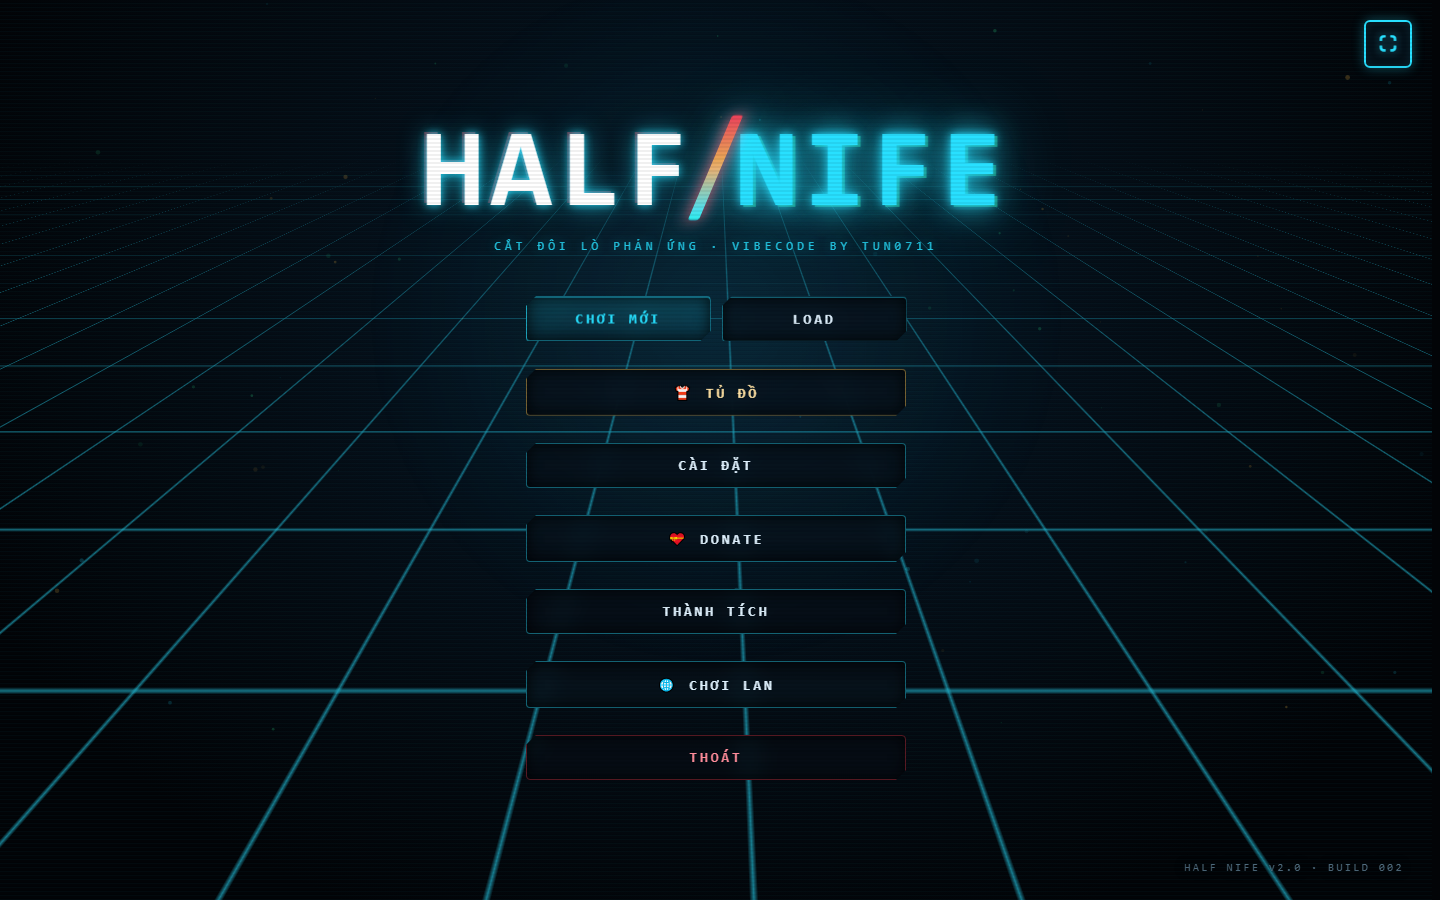 HALF/NIFE
CẮT ĐÔI LÒ PHẢN ỨNG · VIBECODE BY TUN0711
CHƠI MỚI
LOAD
TỦ ĐỒ
CÀI ĐẶT
DONATE
THÀNH TÍCH
CHƠI LAN
THOÁT
HALF NIFE v2.0 · BUILD 002